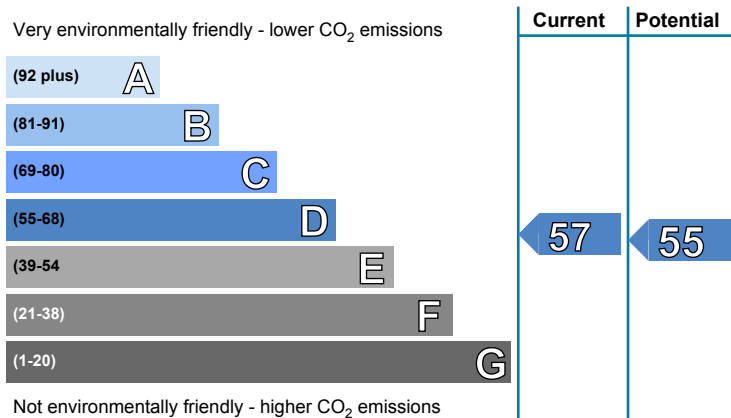 Very environmentally friendly - lower CO2 emissions
Current
Potential
(92 plus) A
(81-91) B
(69-80) C
(55-68) D
57
55
(39-54 E
(21-38) F
(1-20) G
Not environmentally friendly - higher CO2 emissions